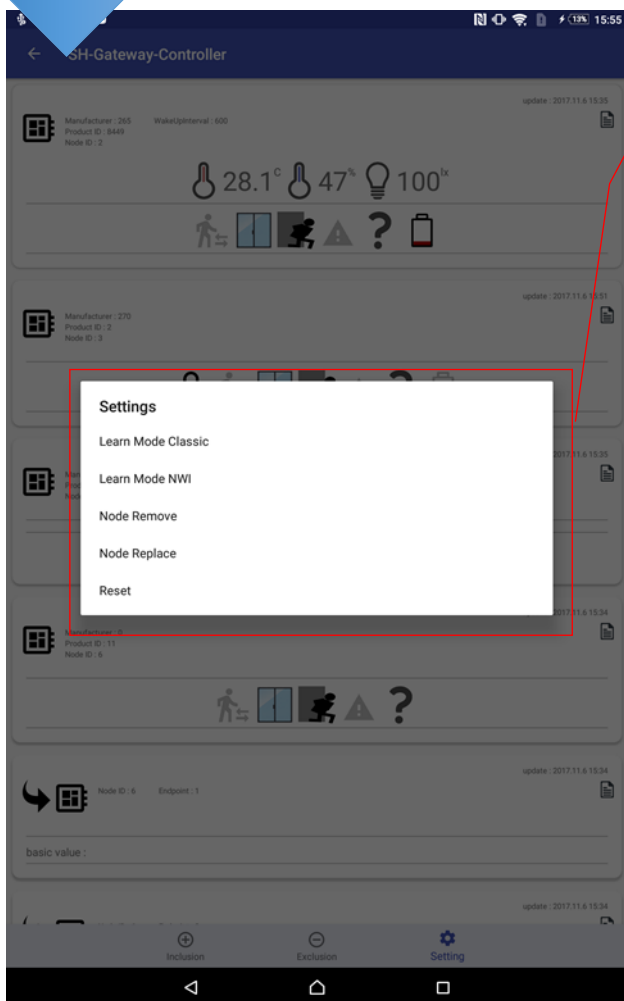 13% 15:55
SH-Gateway-Controller
update : 2017.11.6 15:35
Manufacturer : 265 WakeUpInterval : 600
Product ID : 8449
Node ID : 2
28.1°C 47% 100lx
update : 2017.11.6 15:51
Manufacturer : 270
Product ID : 2
Node ID : 3
Settings
Learn Mode Classic
2017.11.6 15:35
Learn Mode NWI
Node Remove
Node Replace
Reset
2017.11.6 15:34
Manufacturer : 0
Product ID : 11
Node ID : 6
update : 2017.11.6 15:34
Node ID : 6 Endpoint : 1
basic value :
update : 2017.11.6 15:34
Inclusion Exclusion Setting